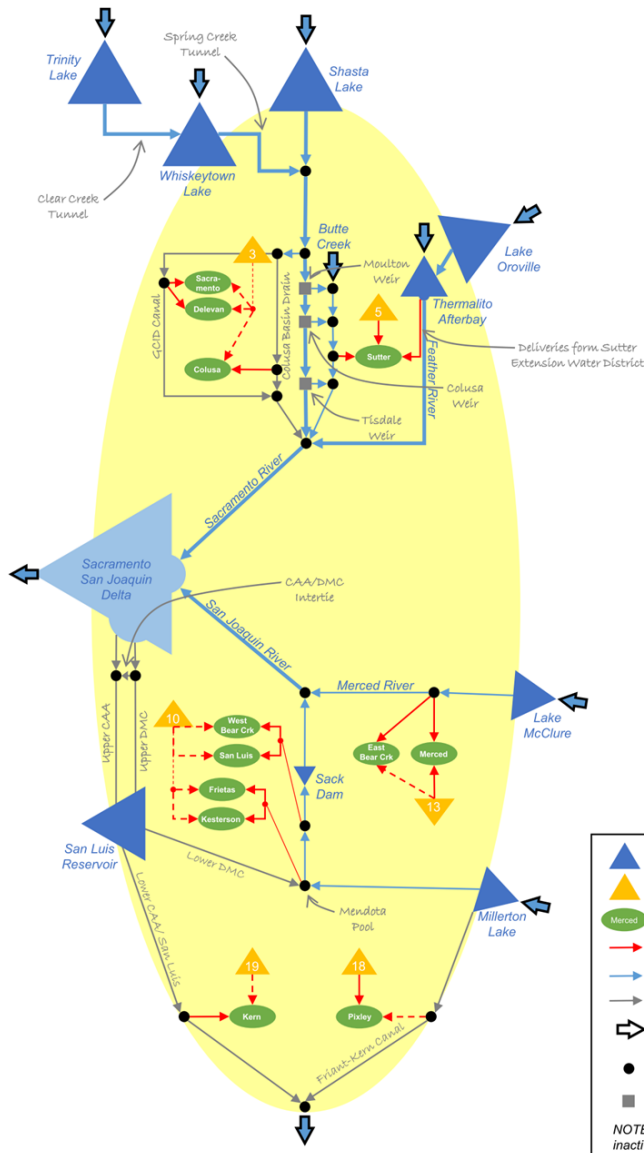 Spring Creek
Tunnel
Trinity
Lake
Shasta
Lake
Whiskeytown
Lake
Clear Creek
Tunnel
Butte
Creek
Lake
Oroville
3
Moulton
Weir
Sacra-
mento
Delevan
GCID Canal
Colusa Basin Drain
5
Thermalito
Afterbay
Sutter
Feather River
Deliveries form Sutter
Extension Water District
Colusa
Colusa
Weir
Tisdale
Weir
Sacramento River
Sacramento
San Joaquin
Delta
CAA/DMC
Intertie
San Joaquin River
Merced River
Upper CAA
Upper DMC
10
West
Bear Crk
San Luis
Lake
McClure
East
Bear Crk
Merced
Frietas
Kesterson
Sack
Dam
13
San Luis
Reservoir
Lower DMC
Mendota
Pool
Millerton
Lake
Lower CAA/ San Luis
Merced
19
18
Kern
Pixley
Friant-Kern Canal
NOTE
inacti